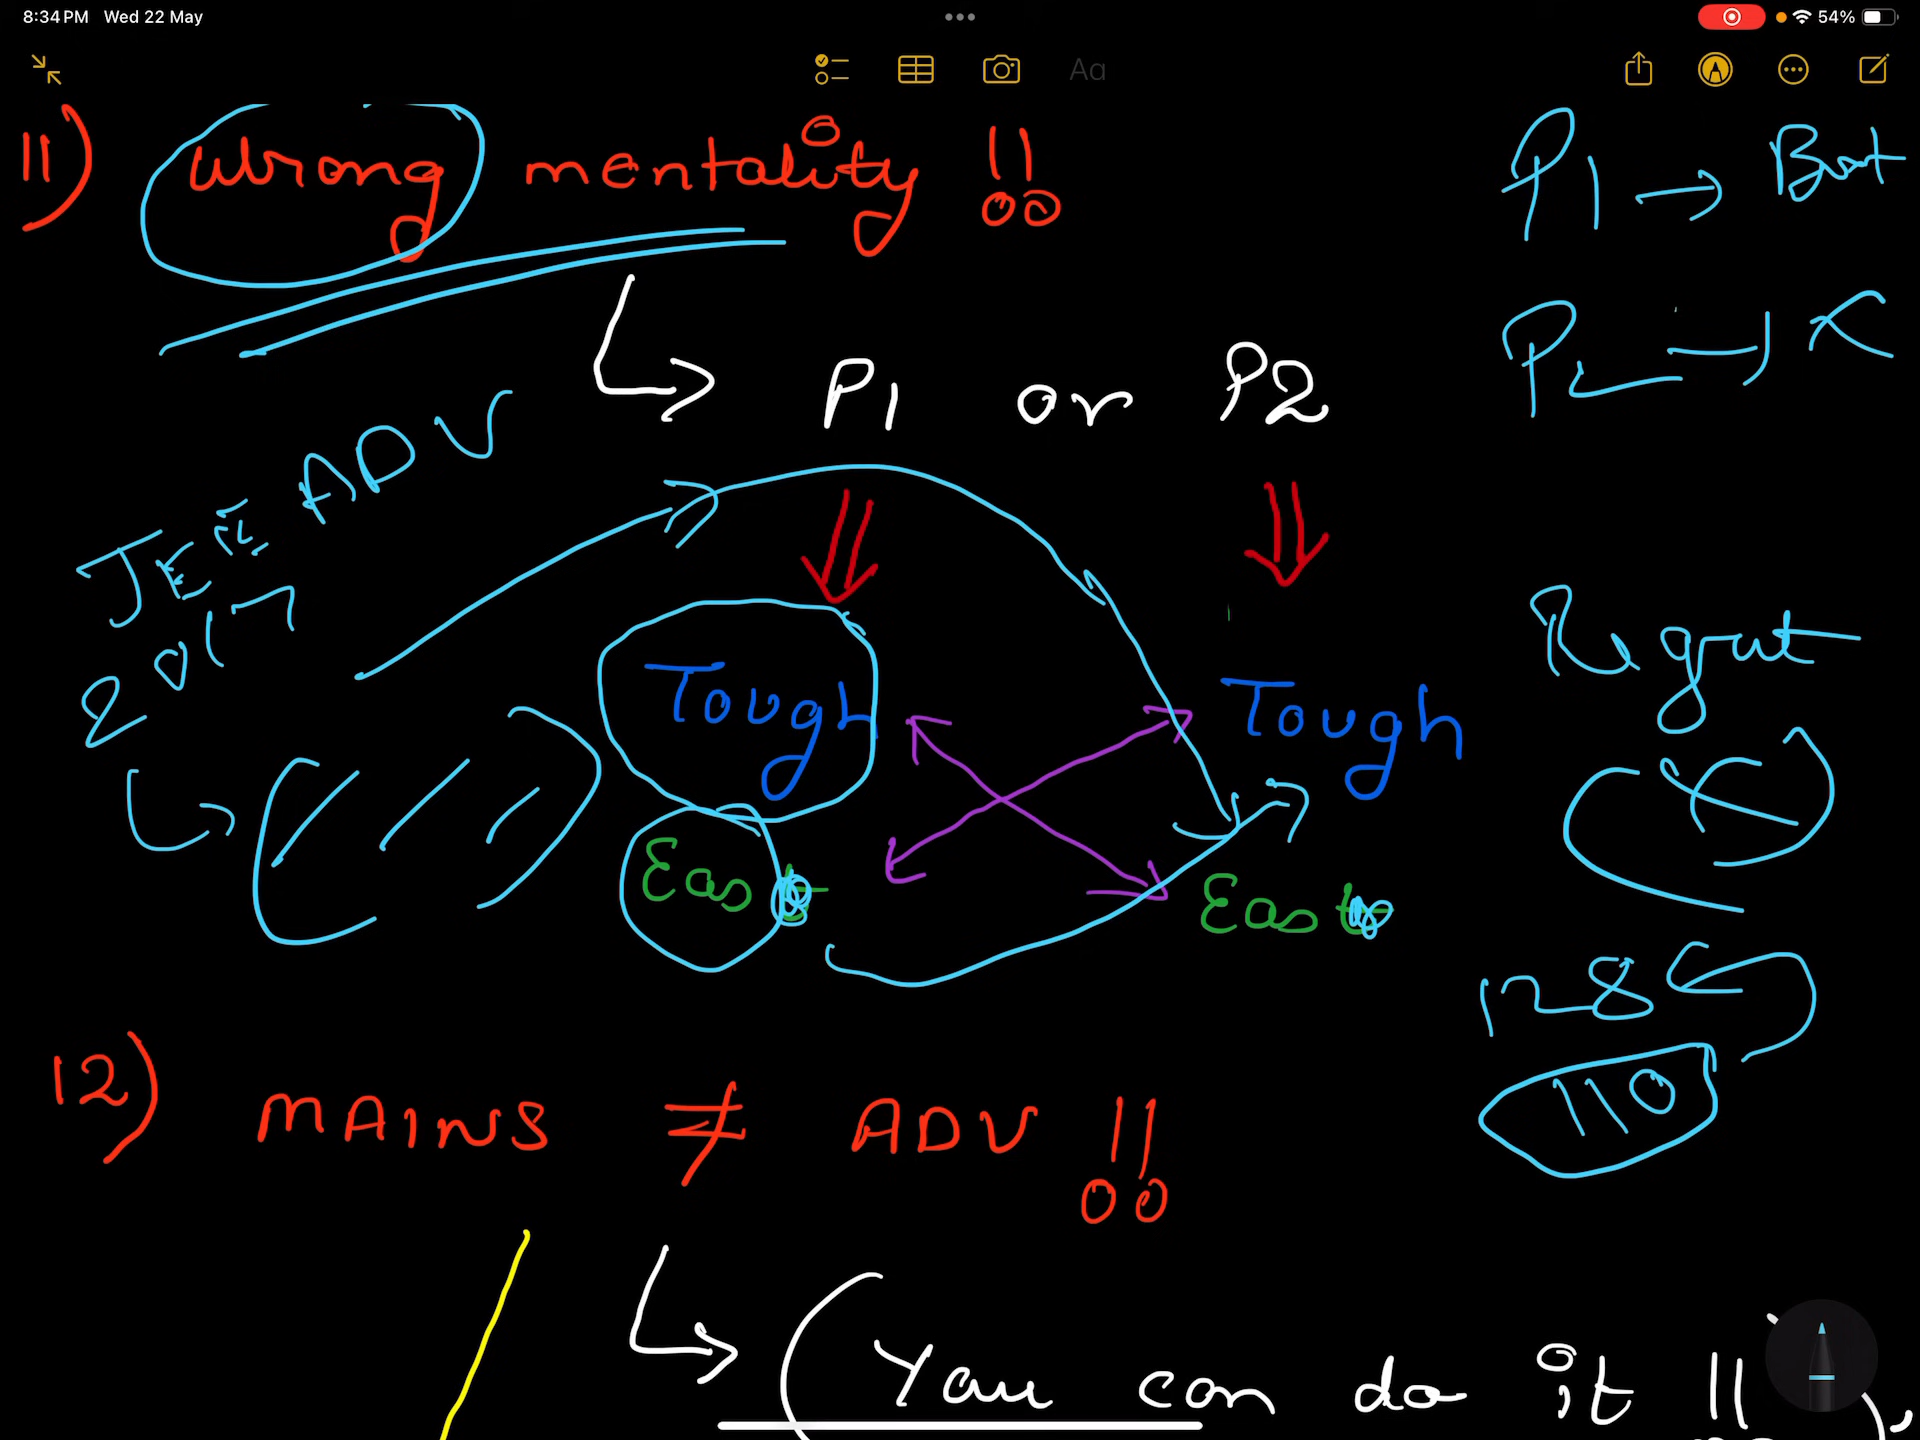 8:34 PM Wed 22 May
54%
Aa
11) Wrong mentality !!
P1 → Best
P2 → X
P1 or P2
JEE ADV
2017
Tough Tough
Regret
Easy Easy
128
110
12) MAINS ≠ ADV !!
(You can do it !!